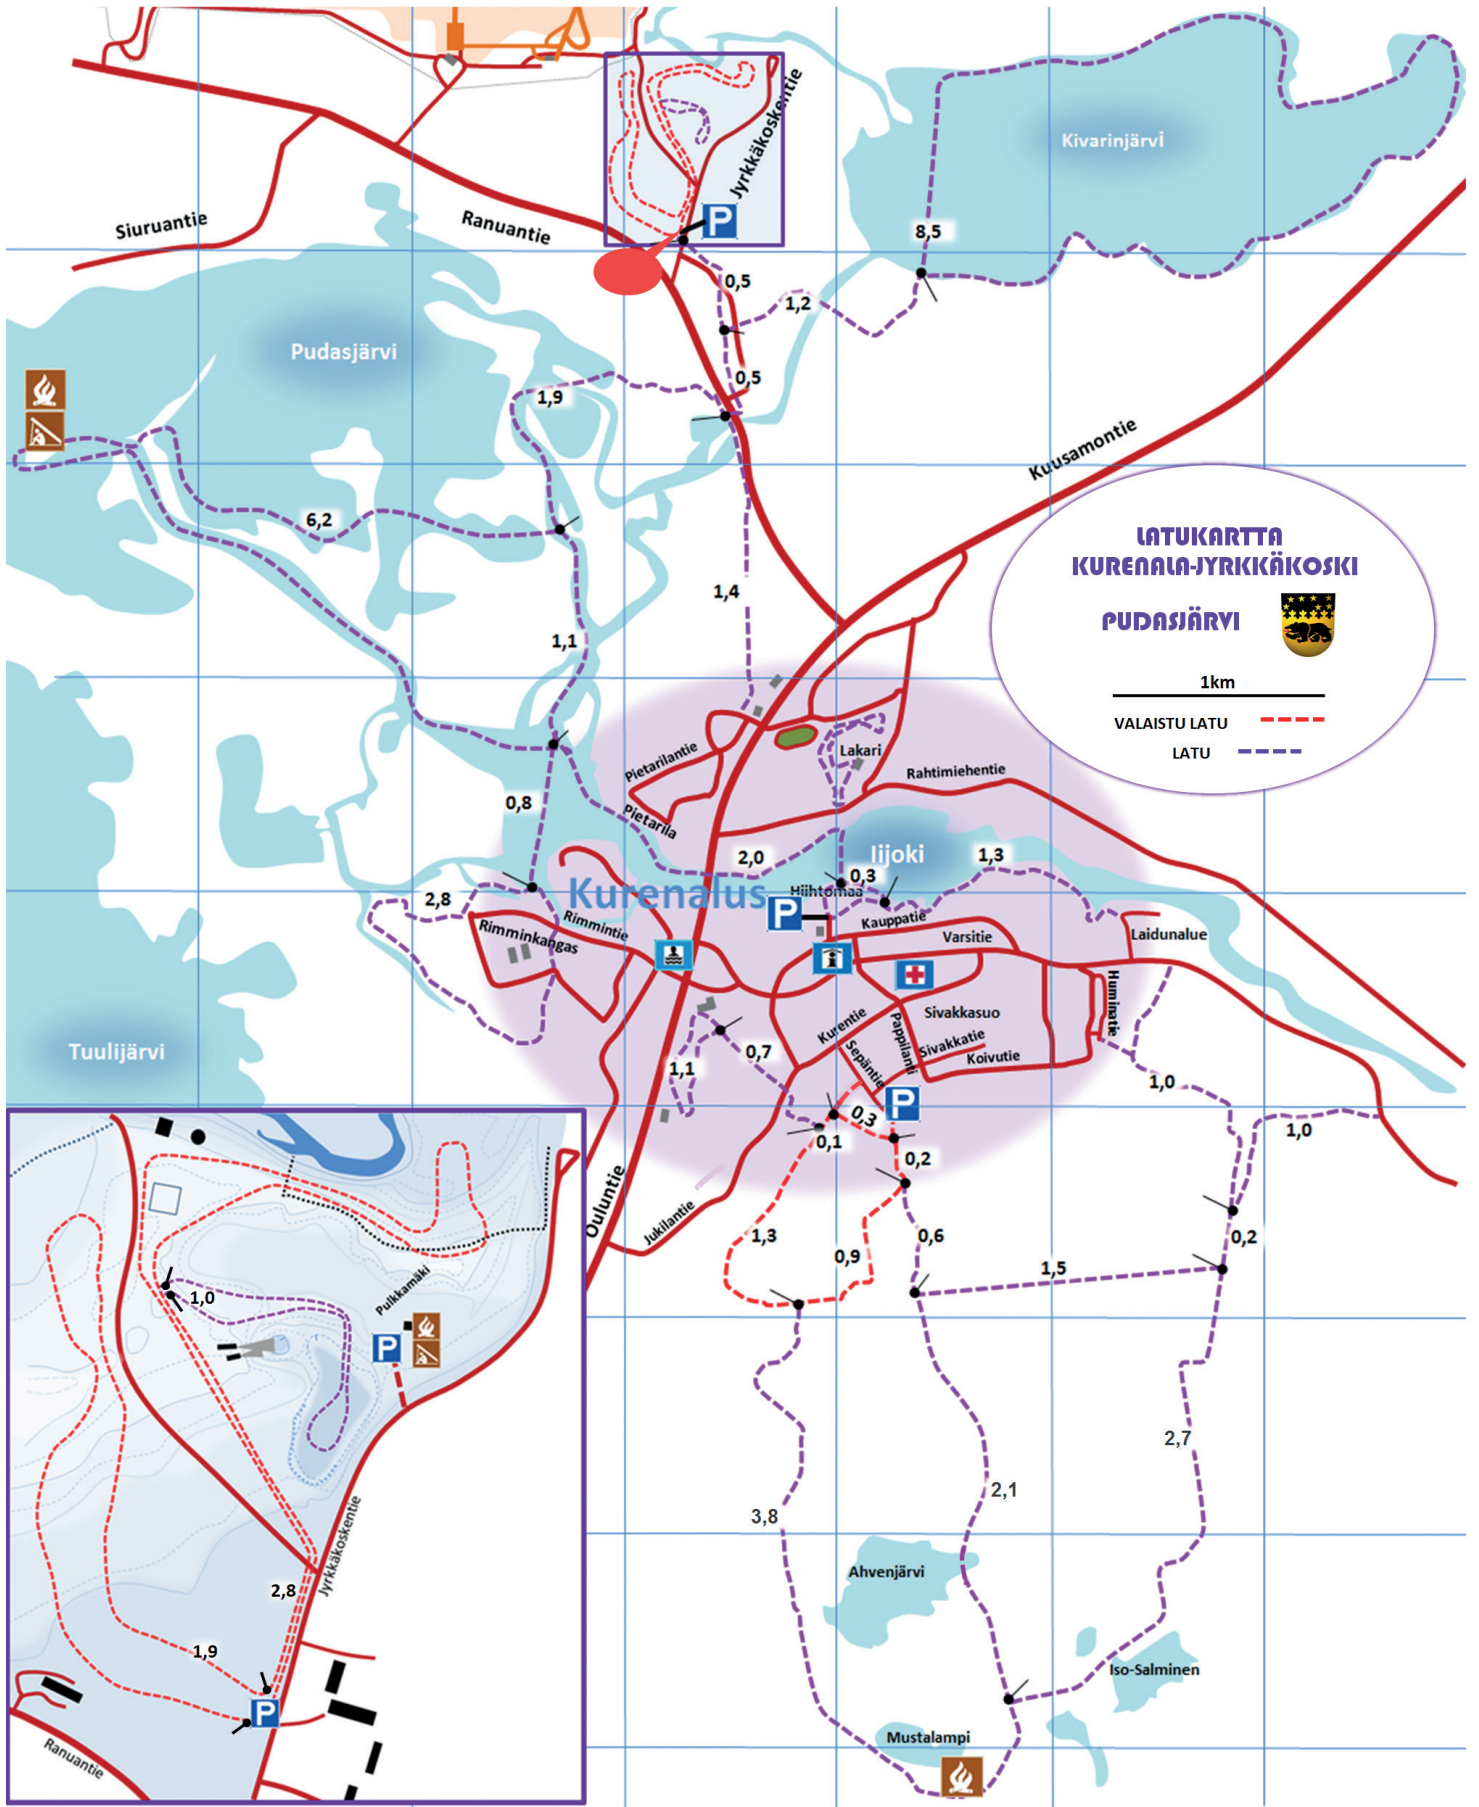 Jyrkkäkoskentie
Kivarinjärvi
Siuruantie
Ranuantie
P
8,5
0,5
1,2
Pudasjärvi
0,5
1,9
Kuusamontie
6,2
LATUKARTTA
KURENALA-JYRKKÄKOSKI
PUDASJÄRVI
1km
VALAISTU LATU
LATU
1,4
1,1
Pietarilantie
Lakari
Rahtimiehentie
0,8
Pietarila
2,0
Iijoki
1,3
0,3
Kurenalus
Hiihtomaa
2,8
P
Kauppatie
Rimmintie
Rimminkangas
Varsitie
Laidunalue
Huminatie
Kurentie
Pappilanti
Sivakkasuo
Sivakkatie
Koivutie
Sepäntie
Tuulijärvi
0,7
1,1
1,0
P
0,3
0,1
0,2
1,0
Ouluntie
Jukilantie
1,3
0,9
0,6
0,2
1,5
1,0
Pulkkamäki
P
2,7
2,1
3,8
Jyrkkäkoskentie
2,8
Ahvenjärvi
1,9
Iso-Salminen
P
Mustalampi
Ranuantie